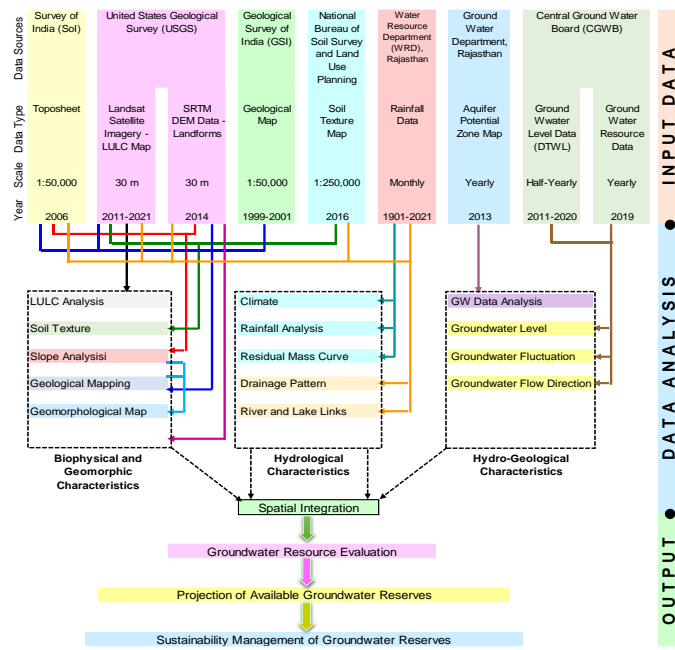 Data Sources
Survey of
India (SoI)
United States Geological
Survey (USGS)
Geological
Survey of
India (GSI)
National
Bureau of
Soil Survey
and Land
Use
Planning
Water
Resource
Department
(WRD),
Rajasthan
Ground
Water
Department,
Rajasthan
Central Ground Water
Board (CGWB)
Data Type
Toposheet
Landsat
Satellite
Imagery -
LULC Map
SRTM
DEM Data -
Landforms
Geological
Map
Soil
Texture
Map
Rainfall
Data
Aquifer
Potential
Zone Map
Ground
Wwater
Level Data
(DTWL)
Ground
Water
Resource
Data
Scale
1:50,000
30 m
30 m
1:50,000
1:250,000
Monthly
Yearly
Half-Yearly
Yearly
Year
2006
2011-2021
2014
1999-2001
2016
1901-2021
2013
2011-2020
2019
INPUT DATA
LULC Analysis
Soil Texture
Slope Analysisi
Geological Mapping
Geomorphological Map
Biophysical and
Geomorphic
Characteristics
Climate
Rainfall Analysis
Residual Mass Curve
Drainage Pattern
River and Lake Links
Hydrological
Characteristics
GW Data Analysis
Groundwater Level
Groundwater Fluctuation
Groundwater Flow Direction
Hydro-Geological
Characteristics
DATA ANALYSIS
Spatial Integration
Groundwater Resource Evaluation
Projection of Available Groundwater Reserves
Sustainability Management of Groundwater Reserves
OUTPUT